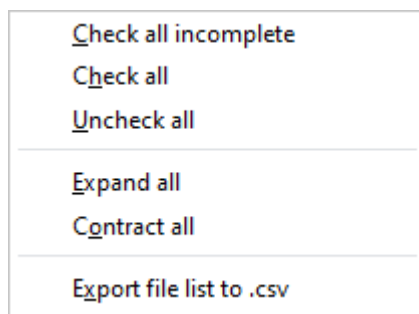 Check all incomplete
Check all
Uncheck all
Expand all
Contract all
Export file list to .csv